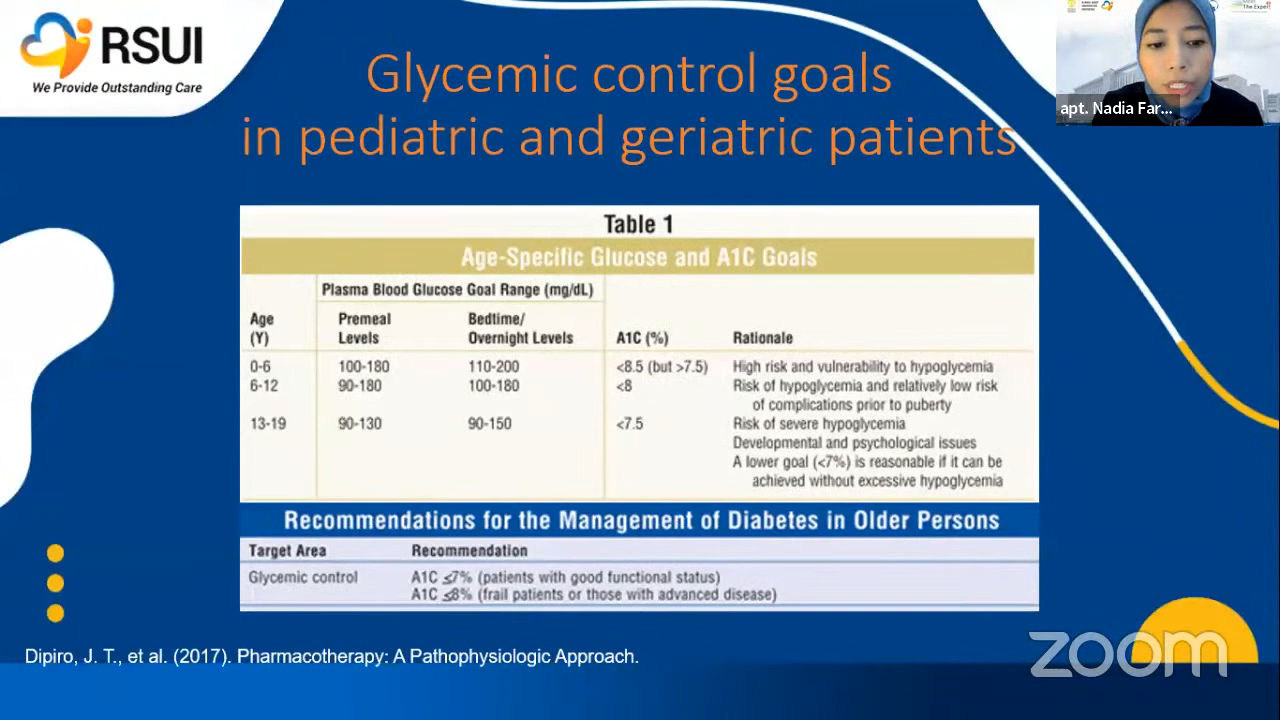 RSUI
We Provide Outstanding Care
Glycemic control goals
in pediatric and geriatric patients
The Expert
apt. Nadia Far...
Table 1
Age-Specific Glucose and A1C Goals
Plasma Blood Glucose Goal Range (mg/dL)
Age (Y) Premeal Levels Bedtime/ Overnight Levels A1C (%) Rationale
0-6 100-180 110-200 <8.5 (but >7.5) High risk and vulnerability to hypoglycemia
6-12 90-180 100-180 <8 Risk of hypoglycemia and relatively low risk
of complications prior to puberty
13-19 90-130 90-150 <7.5 Risk of severe hypoglycemia
Developmental and psychological issues
A lower goal (<7%) is reasonable if it can be
achieved without excessive hypoglycemia
Recommendations for the Management of Diabetes in Older Persons
Target Area Recommendation
Glycemic control A1C ≤7% (patients with good functional status)
A1C ≤8% (frail patients or those with advanced disease)
Dipiro, J. T., et al. (2017). Pharmacotherapy: A Pathophysiologic Approach.
zoom